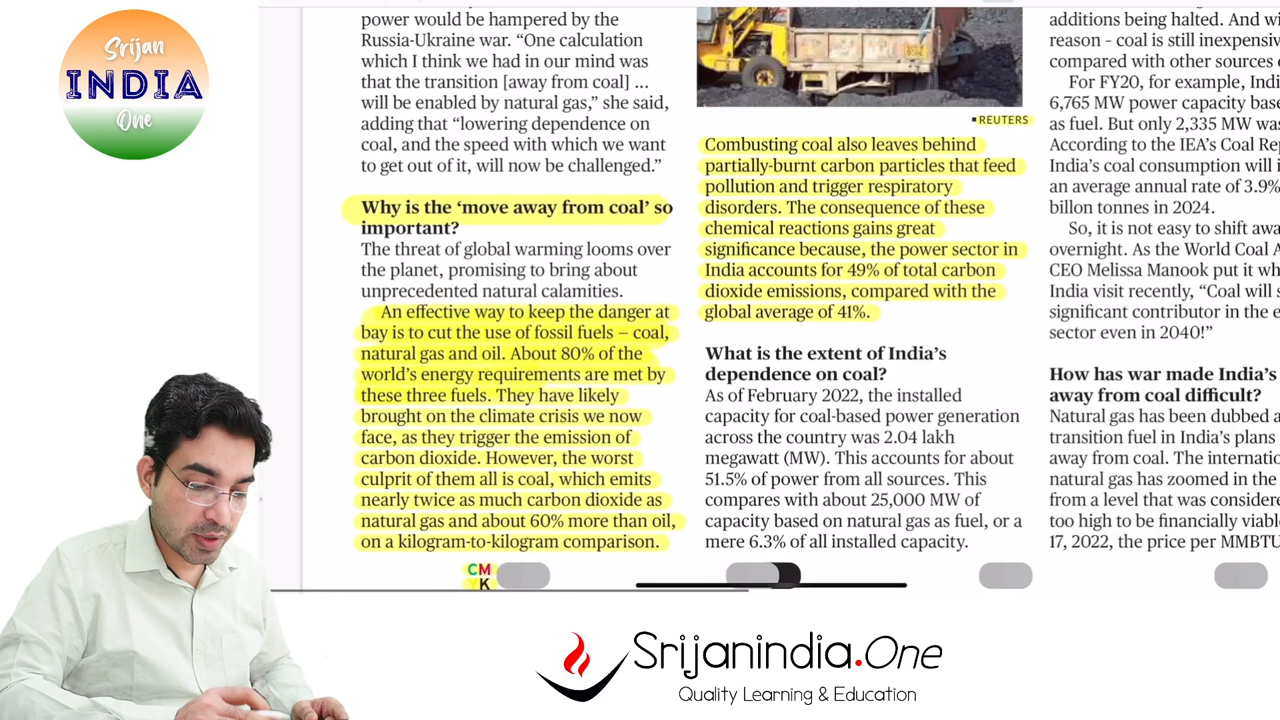 Srijan
INDIA
One
power would be hampered by the
Russia-Ukraine war. “One calculation
which I think we had in our mind was
that the transition [away from coal] ...
will be enabled by natural gas,” she said,
adding that “lowering dependence on
coal, and the speed with which we want
to get out of it, will now be challenged.”
Why is the ‘move away from coal’ so
important?
The threat of global warming looms over
the planet, promising to bring about
unprecedented natural calamities.
An effective way to keep the danger at
bay is to cut the use of fossil fuels — coal,
natural gas and oil. About 80% of the
world’s energy requirements are met by
these three fuels. They have likely
brought on the climate crisis we now
face, as they trigger the emission of
carbon dioxide. However, the worst
culprit of them all is coal, which emits
nearly twice as much carbon dioxide as
natural gas and about 60% more than oil,
on a kilogram-to-kilogram comparison.
CM
YK
REUTERS
Combusting coal also leaves behind
partially-burnt carbon particles that feed
pollution and trigger respiratory
disorders. The consequence of these
chemical reactions gains great
significance because, the power sector in
India accounts for 49% of total carbon
dioxide emissions, compared with the
global average of 41%.
What is the extent of India’s
dependence on coal?
As of February 2022, the installed
capacity for coal-based power generation
across the country was 2.04 lakh
megawatt (MW). This accounts for about
51.5% of power from all sources. This
compares with about 25,000 MW of
capacity based on natural gas as fuel, or a
mere 6.3% of all installed capacity.
additions being halted. And wi
reason - coal is still inexpensiv
compared with other sources
For FY20, for example, Indi
6,765 MW power capacity base
as fuel. But only 2,335 MW was
According to the IEA’s Coal Rep
India’s coal consumption will i
an average annual rate of 3.9%
billon tonnes in 2024.
So, it is not easy to shift awa
overnight. As the World Coal A
CEO Melissa Manook put it wh
India visit recently, “Coal will s
significant contributor in the e
sector even in 2040!”
How has war made India’s
away from coal difficult?
Natural gas has been dubbed a
transition fuel in India’s plans
away from coal. The internatio
natural gas has zoomed in the
from a level that was considere
too high to be financially viabl
17, 2022, the price per MMBTU
Srijanindia.One
Quality Learning & Education